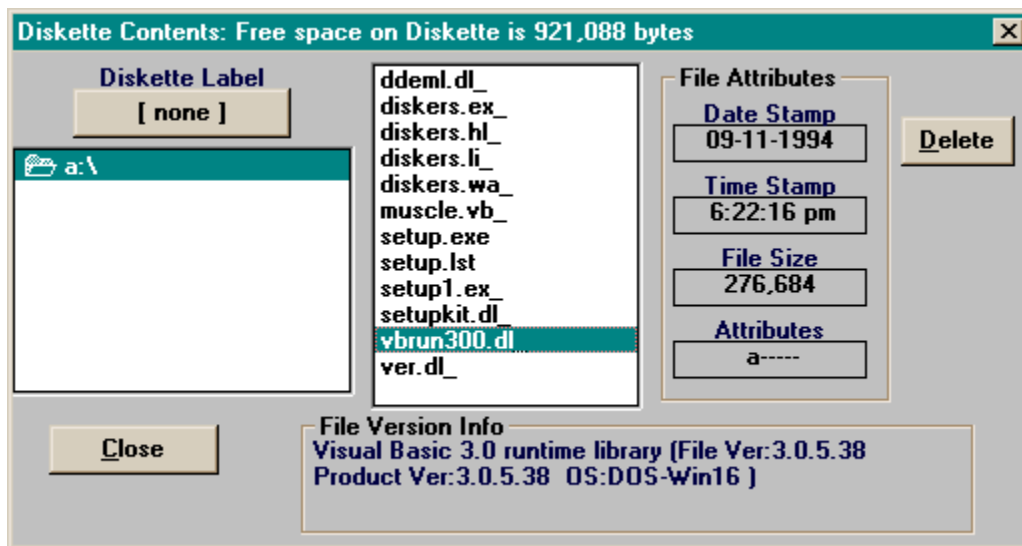 Diskette Contents: Free space on Diskette is 921,088 bytes
Diskette Label
[ none ]
a:\
ddeml.dl_
diskers.ex_
diskers.hl_
diskers.li_
diskers.wa_
muscle.vb_
setup.exe
setup.lst
setup1.ex_
setupkit.dl_
vbrun300.dl_
ver.dl_
File Attributes
Date Stamp
09-11-1994
Time Stamp
6:22:16 pm
File Size
276,684
Attributes
a-----
Delete
Close
File Version Info
Visual Basic 3.0 runtime library (File Ver:3.0.5.38
Product Ver:3.0.5.38 OS:DOS-Win16 )